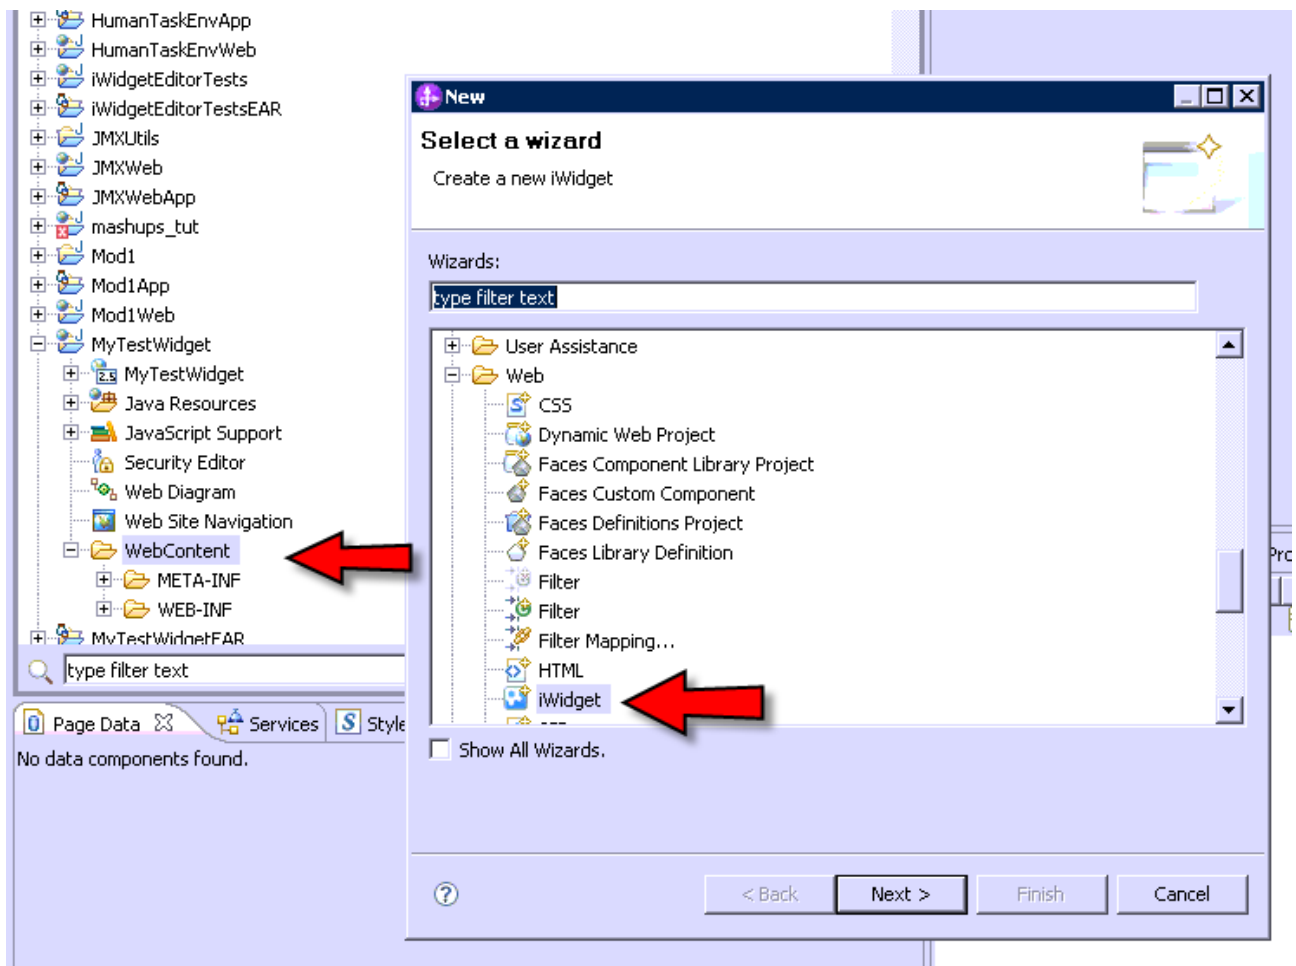 HumanTaskEnvApp
HumanTaskEnvWeb
iWidgetEditorTests
iWidgetEditorTestsEAR
JMXUtils
JMXWeb
JMXWebApp
mashups_tut
Mod1
Mod1App
Mod1Web
MyTestWidget
2.5 MyTestWidget
Java Resources
JavaScript Support
Security Editor
Web Diagram
Web Site Navigation
WebContent
META-INF
WEB-INF
MyTestWidgetEAR
type filter text
Page Data
Services
S Style
No data components found.
New
Select a wizard
Create a new iWidget
Wizards:
type filter text
User Assistance
Web
CSS
Dynamic Web Project
Faces Component Library Project
Faces Custom Component
Faces Definitions Project
Faces Library Definition
Filter
Filter
Filter Mapping...
HTML
iWidget
Show All Wizards.
? < Back Next > Finish Cancel
Pro